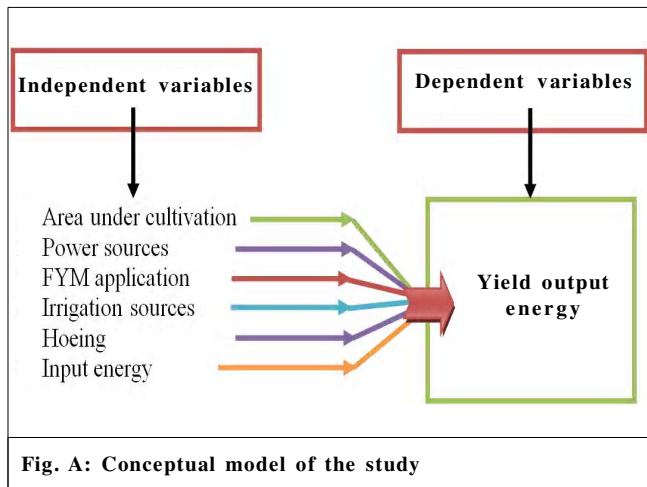 Independent variables
Dependent variables
Area under cultivation
Power sources
FYM application
Irrigation sources
Hoeing
Input energy
Yield output
energy
Fig. A: Conceptual model of the study